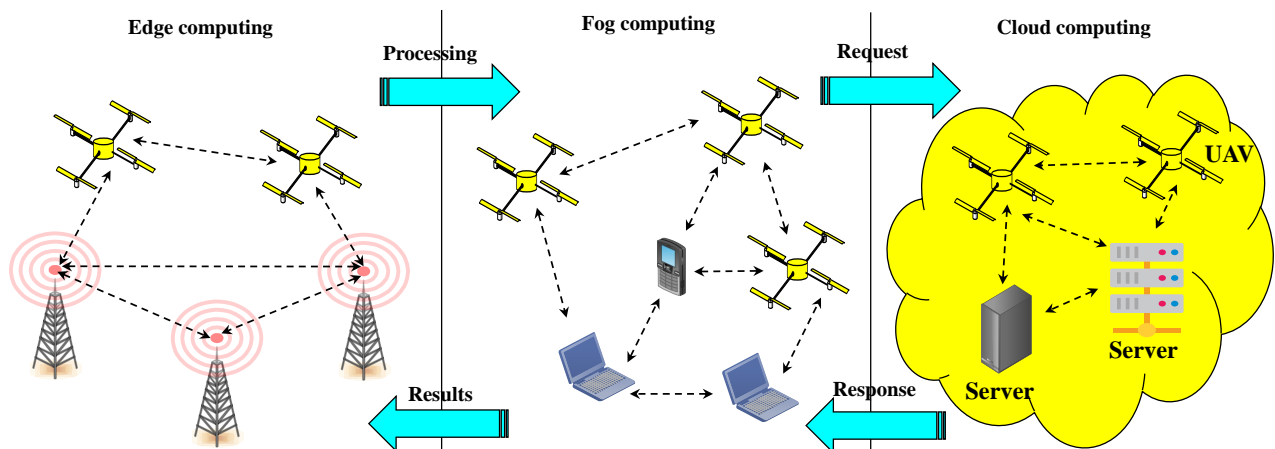 Edge computing
Fog computing
Cloud computing
Processing
Request
UAV
Server
Server
Results
Response